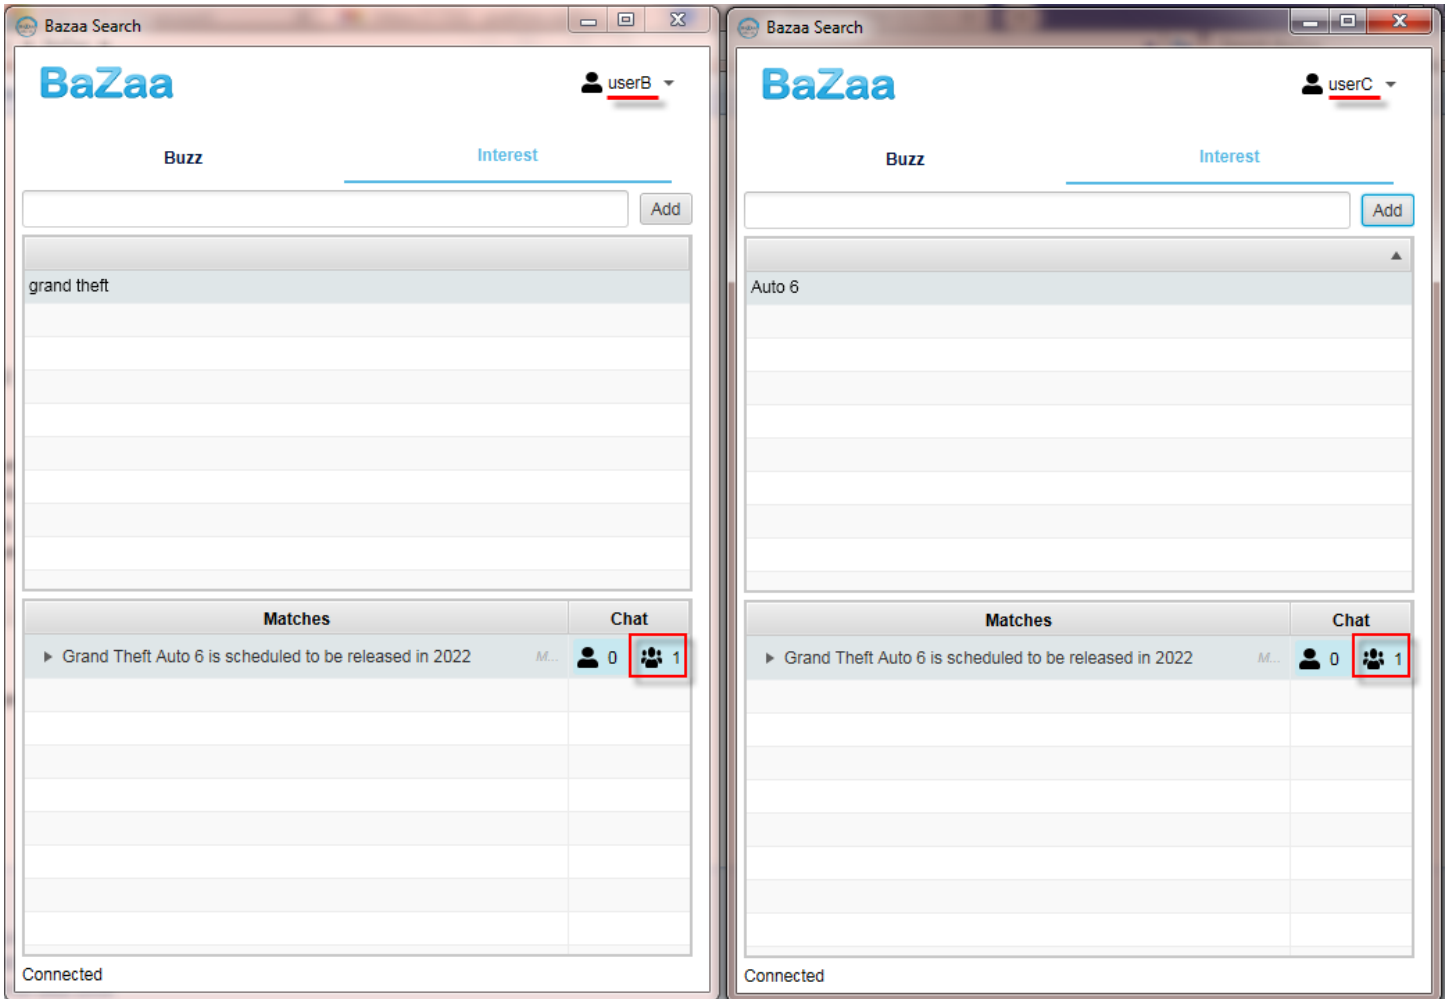 Bazaa Search
BaZaa
userB
Buzz Interest
Add
grand theft
Matches Chat
Grand Theft Auto 6 is scheduled to be released in 2022 M... 0 1
Connected
Bazaa Search
BaZaa
userC
Buzz Interest
Add
Auto 6
Matches Chat
Grand Theft Auto 6 is scheduled to be released in 2022 M... 0 1
Connected